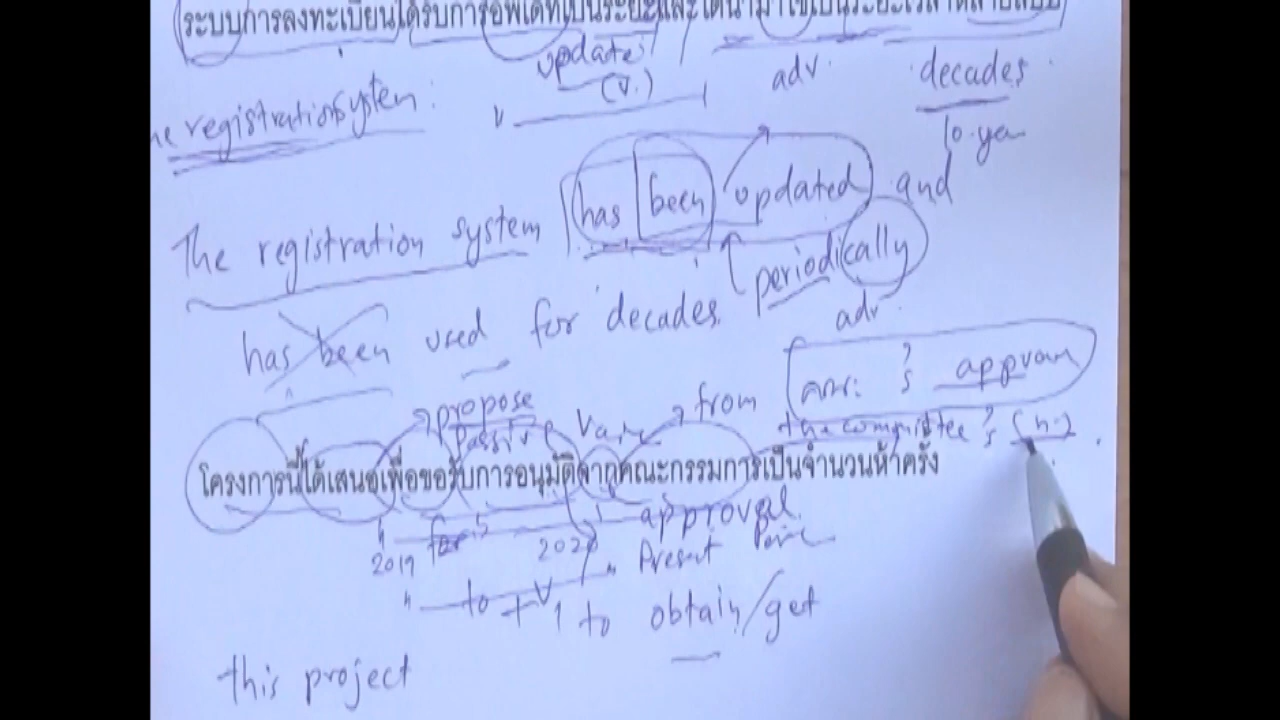 ระบบการลงทะเบียนได้รับการอัพเดทเป็นระยะและได้นำมาใช้เป็นระยะเวลาหลายสิบปี
update
(v.)
adv.
decades
the registration system :
The registration system has been updated and
periodically
adv.
has been used for decades.
propose
passive
from
's approval
the committee's (n.)
โครงการนี้ได้เสนอเพื่อขอรับการอนุมัติจากคณะกรรมการเป็นจำนวนห้าครั้ง
approval
2019 for 2020
Present
to + V1 to obtain/get
this project